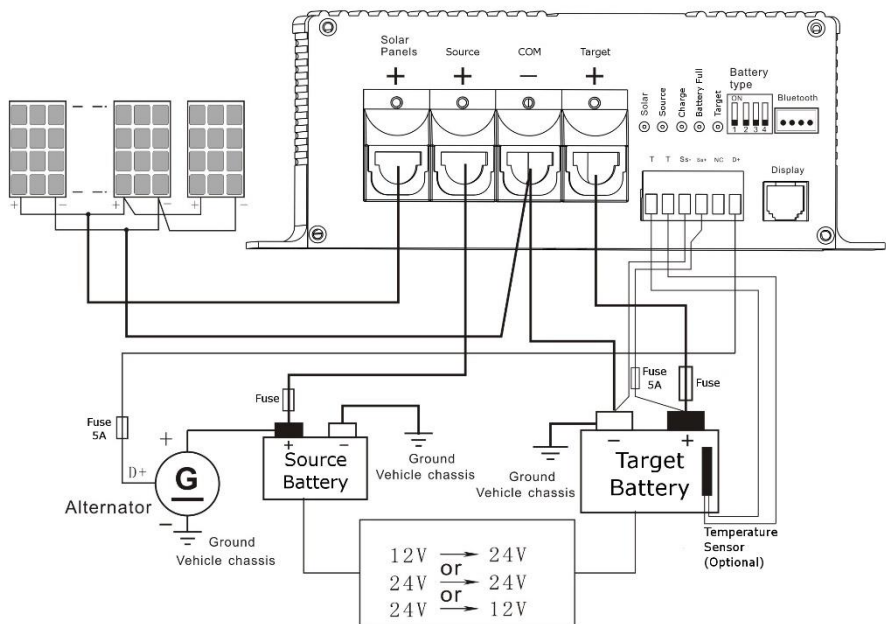 Solar
Panels
Source
COM
Target
+
+
−
+
Solar
Source
Charge
Battery Full
Target
Battery
type
ON
1 2 3 4
Bluetooth
T T Ss- Ss+ NC D+
Display
+ − + − + −
Fuse
5A
+
D+
G
Alternator
−
Ground
Vehicle chassis
Fuse
+ −
Source
Battery
Ground
Vehicle chassis
Ground
Vehicle chassis
Fuse
5A
Fuse
− +
Target
Battery
Temperature
Sensor
(Optional)
12V → 24V
or
24V → 24V
or
24V → 12V